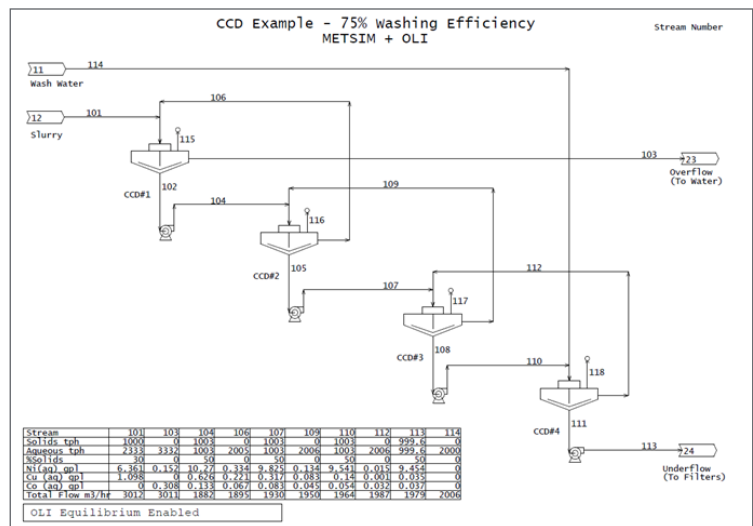 CCD Example - 75% Washing Efficiency
METSIM + OLI
Stream Number
11
114
Wash Water
106
12
101
Slurry
115
103
23
Overflow
(To Water)
102
109
CCD#1
104
116
105
112
CCD#2
107
117
108
CCD#3
110
118
111
CCD#4
113
24
Underflow
(To Filters)
Stream 101 103 104 106 107 109 110 112 113 114
Solids tph 1000 0 1003 0 1003 0 1003 0 999.6 0
Aqueous tph 2333 3332 1003 2005 1003 2006 1003 2006 999.6 2000
%Solids 30 0 50 0 50 0 50 0 50 0
Ni(aq) gpl 6.361 0.152 10.27 0.334 9.825 0.134 9.541 0.015 9.454 0
Cu (aq) gpl 1.098 0 0.626 0.221 0.317 0.083 0.14 0.001 0.035 0
Co (aq) gpl 0 0.308 0.133 0.067 0.083 0.045 0.054 0.032 0.037 0
Total Flow m3/hr 3012 3011 1882 1895 1930 1950 1964 1987 1979 2006
OLI Equilibrium Enabled